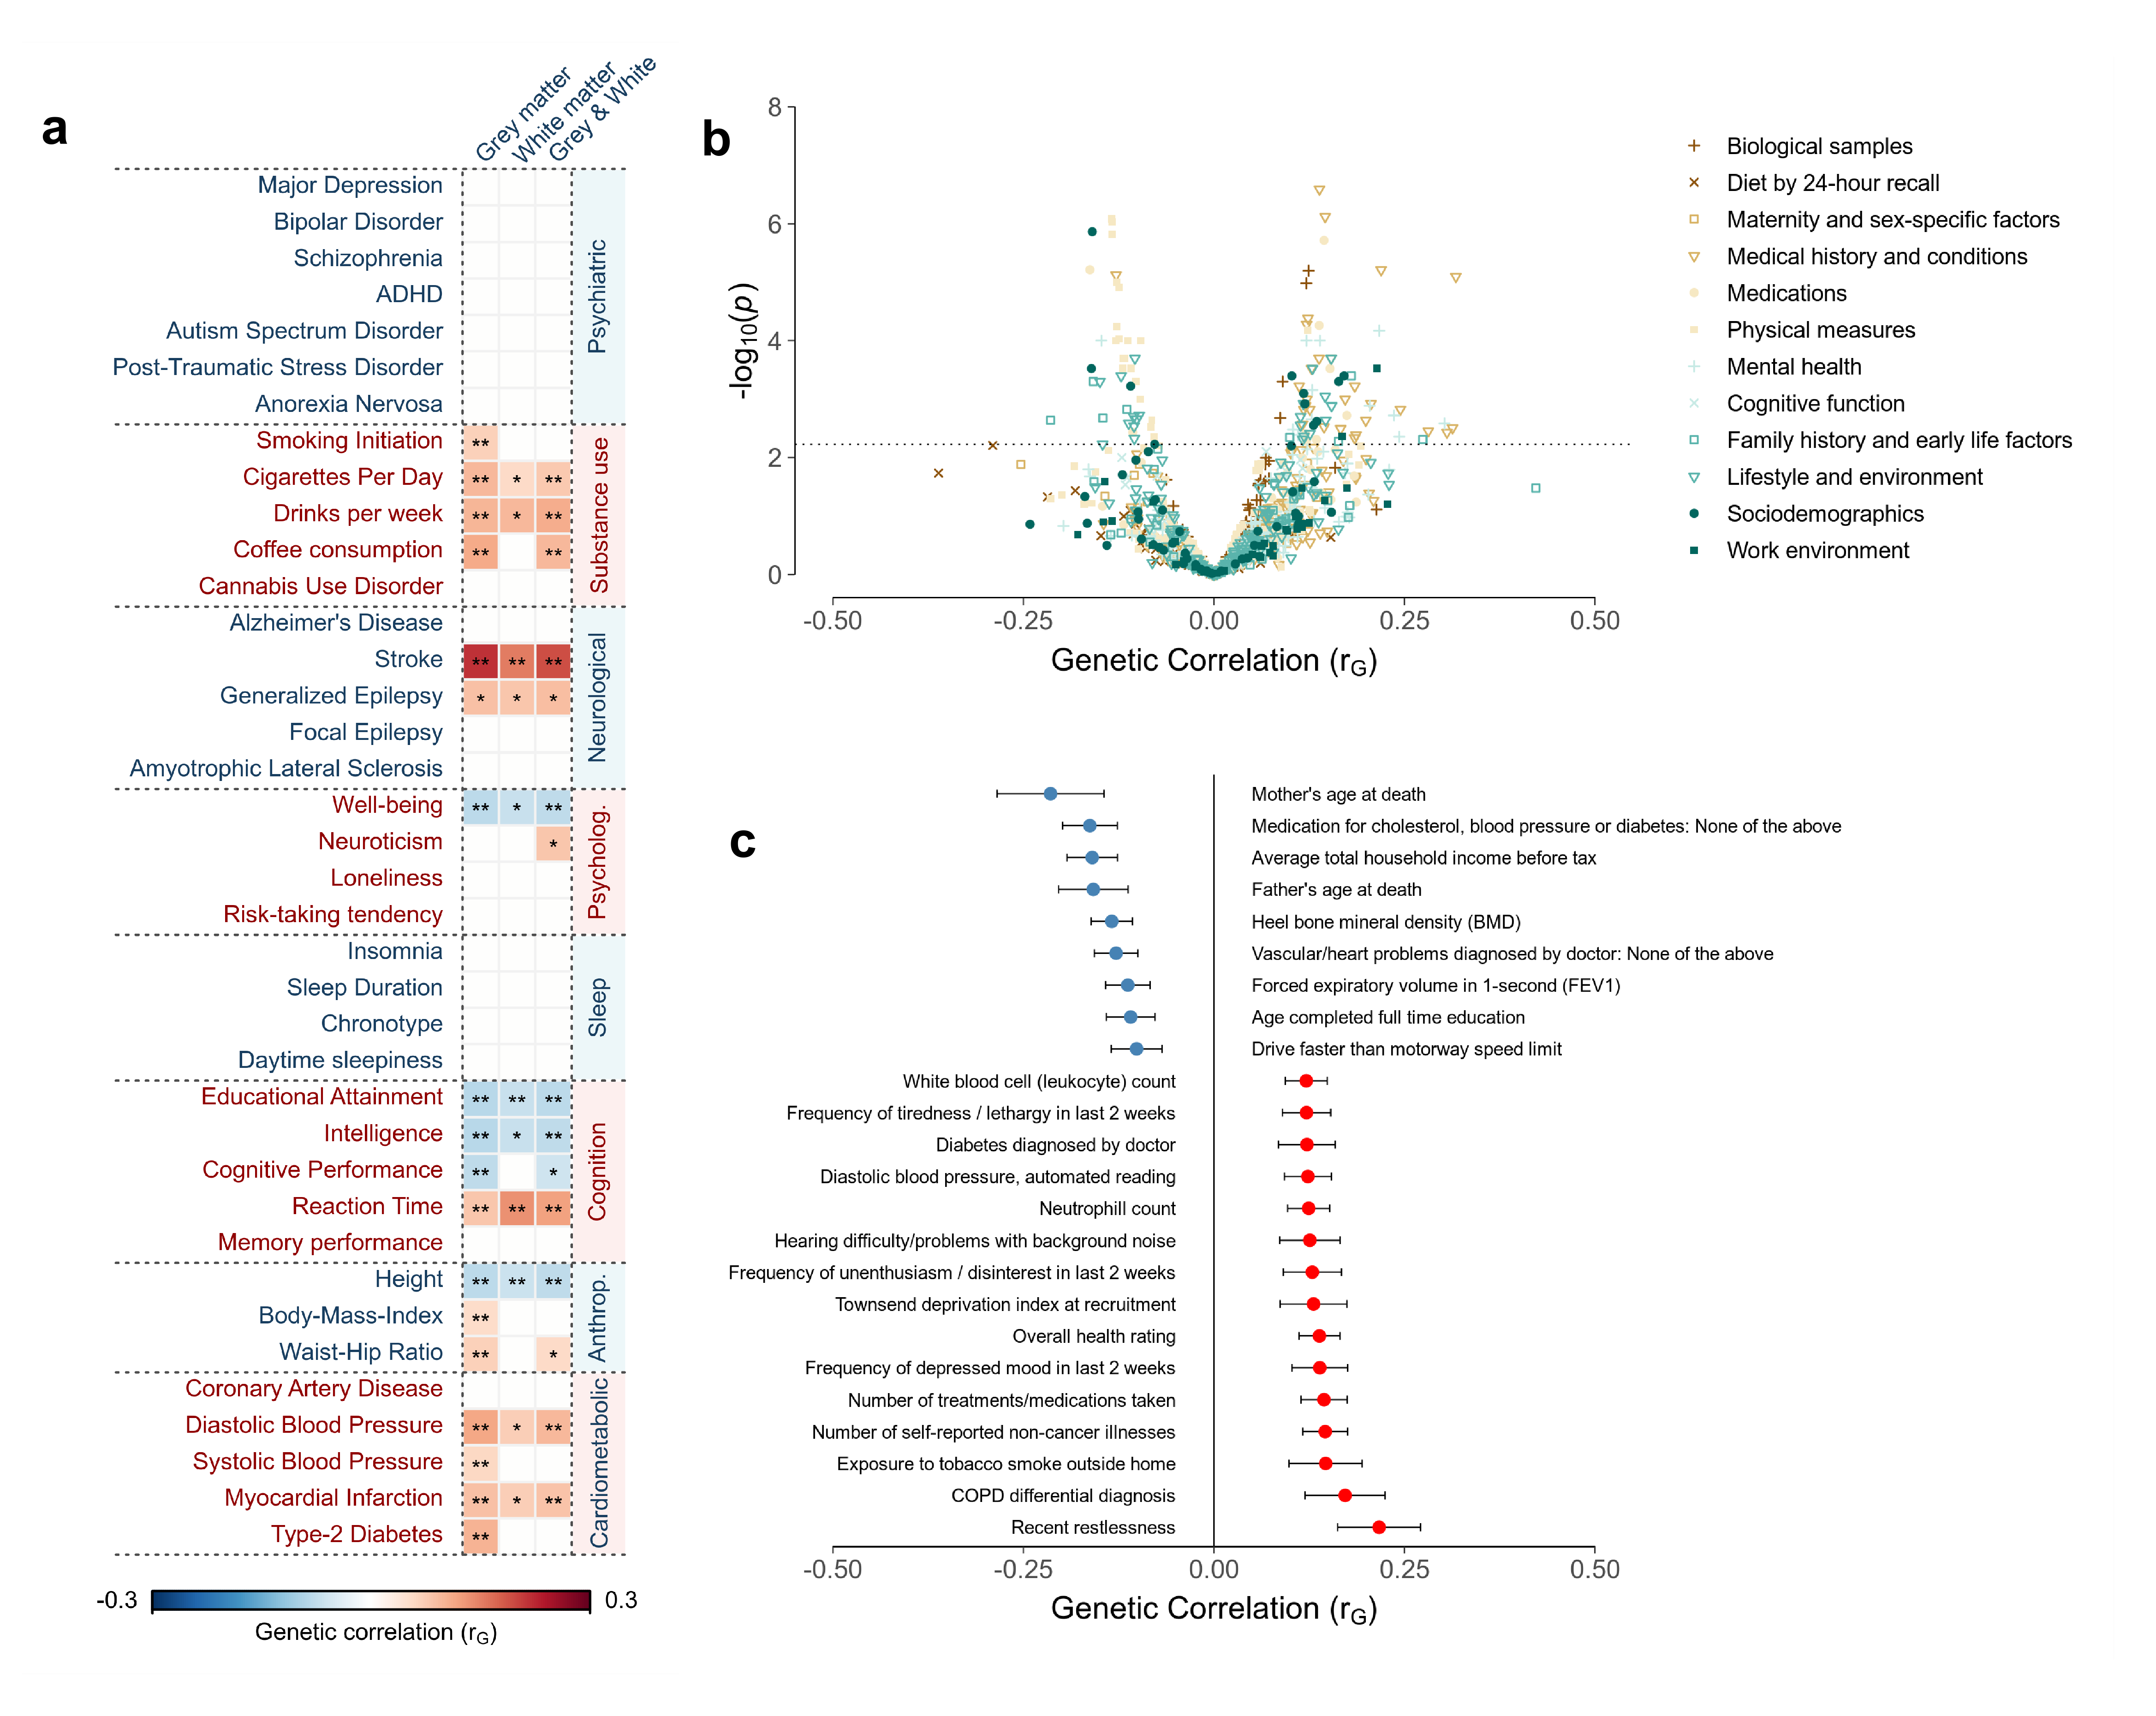 a
Grey matter
White matter
Grey & White
Major Depression
Bipolar Disorder
Schizophrenia
ADHD
Autism Spectrum Disorder
Post-Traumatic Stress Disorder
Anorexia Nervosa
Psychiatric
Smoking Initiation **
Cigarettes Per Day ** * **
Drinks per week ** * **
Coffee consumption ** **
Cannabis Use Disorder
Substance use
Alzheimer's Disease
Stroke ** ** **
Generalized Epilepsy * * *
Focal Epilepsy
Amyotrophic Lateral Sclerosis
Neurological
Well-being ** * **
Neuroticism *
Loneliness
Risk-taking tendency
Psycholog.
Insomnia
Sleep Duration
Chronotype
Daytime sleepiness
Sleep
Educational Attainment ** ** **
Intelligence ** * **
Cognitive Performance ** *
Reaction Time ** ** **
Memory performance
Cognition
Height ** ** **
Body-Mass-Index **
Waist-Hip Ratio ** *
Anthrop.
Coronary Artery Disease
Diastolic Blood Pressure ** * **
Systolic Blood Pressure **
Myocardial Infarction ** * **
Type-2 Diabetes **
Cardiometabolic
-0.3 0.3
Genetic correlation (rG)
b
8
6
4
2
0
-log10(p)
-0.50 -0.25 0.00 0.25 0.50
Genetic Correlation (rG)
Biological samples
Diet by 24-hour recall
Maternity and sex-specific factors
Medical history and conditions
Medications
Physical measures
Mental health
Cognitive function
Family history and early life factors
Lifestyle and environment
Sociodemographics
Work environment
c
Mother's age at death
Medication for cholesterol, blood pressure or diabetes: None of the above
Average total household income before tax
Father's age at death
Heel bone mineral density (BMD)
Vascular/heart problems diagnosed by doctor: None of the above
Forced expiratory volume in 1-second (FEV1)
Age completed full time education
Drive faster than motorway speed limit
White blood cell (leukocyte) count
Frequency of tiredness / lethargy in last 2 weeks
Diabetes diagnosed by doctor
Diastolic blood pressure, automated reading
Neutrophill count
Hearing difficulty/problems with background noise
Frequency of unenthusiasm / disinterest in last 2 weeks
Townsend deprivation index at recruitment
Overall health rating
Frequency of depressed mood in last 2 weeks
Number of treatments/medications taken
Number of self-reported non-cancer illnesses
Exposure to tobacco smoke outside home
COPD differential diagnosis
Recent restlessness
-0.50 -0.25 0.00 0.25 0.50
Genetic Correlation (rG)